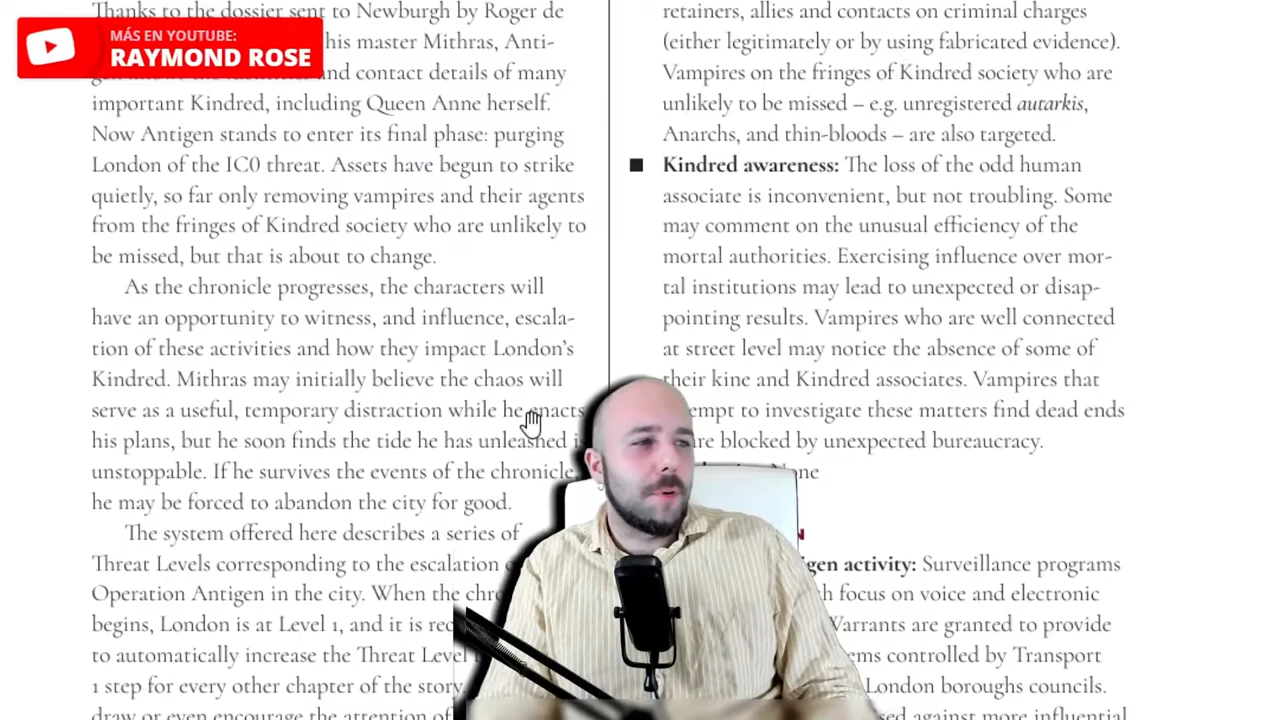 MÁS EN YOUTUBE:
RAYMOND ROSE
Thanks to the dossier sent to Newburgh by Roger de
his master Mithras, Anti-
and contact details of many
important Kindred, including Queen Anne herself.
Now Antigen stands to enter its final phase: purging
London of the IC0 threat. Assets have begun to strike
quietly, so far only removing vampires and their agents
from the fringes of Kindred society who are unlikely to
be missed, but that is about to change.
As the chronicle progresses, the characters will
have an opportunity to witness, and influence, escala-
tion of these activities and how they impact London's
Kindred. Mithras may initially believe the chaos will
serve as a useful, temporary distraction while he enacts
his plans, but he soon finds the tide he has unleashed is
unstoppable. If he survives the events of the chronicle,
he may be forced to abandon the city for good.
The system offered here describes a series of
Threat Levels corresponding to the escalation
Operation Antigen in the city. When the
begins, London is at Level 1, and it is
to automatically increase the Threat Level
1 step for every other chapter of the story.
draw or even encourage the attention of
retainers, allies and contacts on criminal charges
(either legitimately or by using fabricated evidence).
Vampires on the fringes of Kindred society who are
unlikely to be missed – e.g. unregistered autarkis,
Anarchs, and thin-bloods – are also targeted.
■ Kindred awareness: The loss of the odd human
associate is inconvenient, but not troubling. Some
may comment on the unusual efficiency of the
mortal authorities. Exercising influence over mor-
tal institutions may lead to unexpected or disap-
pointing results. Vampires who are well connected
at street level may notice the absence of some of
their kine and Kindred associates. Vampires that
to investigate these matters find dead ends
are blocked by unexpected bureaucracy.
activity: Surveillance programs
focus on voice and electronic
Warrants are granted to provide
controlled by Transport
London boroughs councils.
against more influential